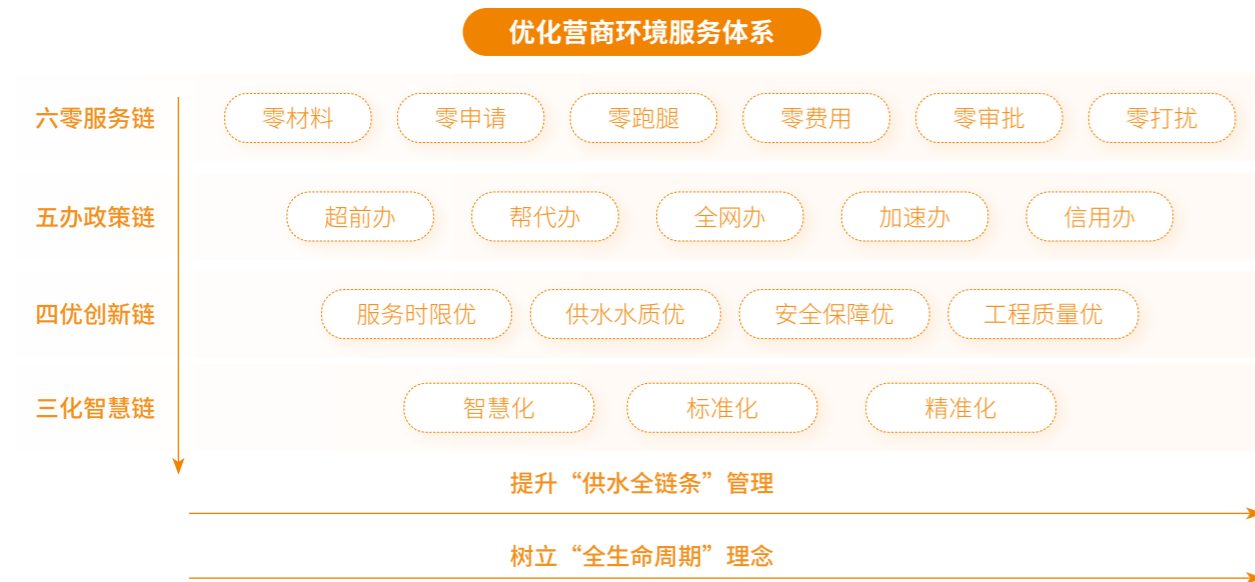 优化营商环境服务体系
六零服务链 零材料 零申请 零跑腿 零费用 零审批 零打扰
五办政策链 超前办 帮代办 全网办 加速办 信用办
四优创新链 服务时限优 供水水质优 安全保障优 工程质量优
三化智慧链 智慧化 标准化 精准化
提升“供水全链条”管理
树立“全生命周期”理念